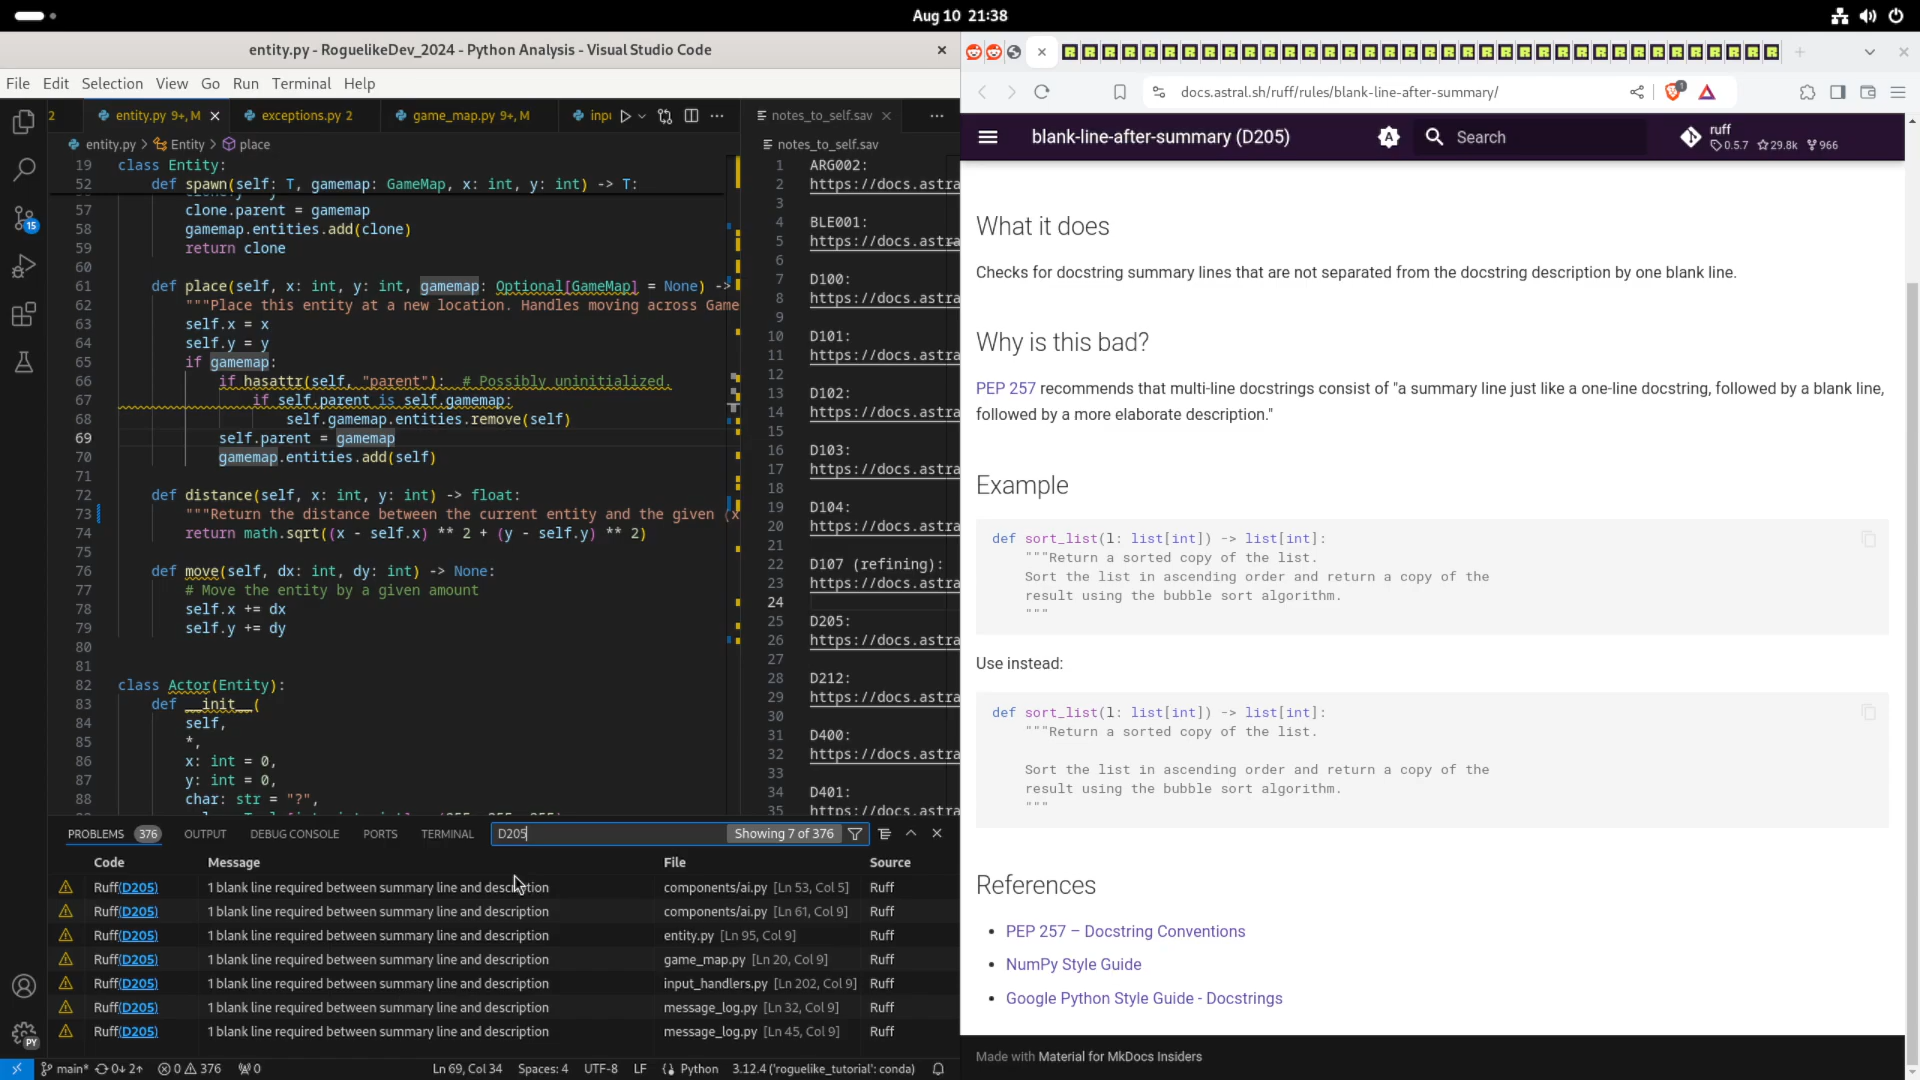 Aug 10 21:38
entity.py - RoguelikeDev_2024 - Python Analysis - Visual Studio Code
File Edit Selection View Go Run Terminal Help
2 entity.py 9+, M exceptions.py 2 game_map.py 9+, M
entity.py > Entity > place
19 class Entity:
52 def spawn(self: T, gamemap: GameMap, x: int, y: int) -> T:
57 clone.parent = gamemap
58 gamemap.entities.add(clone)
59 return clone
60
61 def place(self, x: int, y: int, gamemap: Optional[GameMap] = None) ->
62 """Place this entity at a new location. Handles moving across Game
63 self.x = x
64 self.y = y
65 if gamemap:
66 if hasattr(self, "parent"): # Possibly uninitialized.
67 if self.parent is self.gamemap:
68 self.gamemap.entities.remove(self)
69 self.parent = gamemap
70 gamemap.entities.add(self)
71
72 def distance(self, x: int, y: int) -> float:
73 """Return the distance between the current entity and the given (x
74 return math.sqrt((x - self.x) ** 2 + (y - self.y) ** 2)
75
76 def move(self, dx: int, dy: int) -> None:
77 # Move the entity by a given amount
78 self.x += dx
79 self.y += dy
80
81
82 class Actor(Entity):
83 def __init__(
84 self,
85 *,
86 x: int = 0,
87 y: int = 0,
88 char: str = "?",
notes_to_self.sav
notes_to_self.sav
1 ARG002:
2 https://docs.astra
3
4 BLE001:
5 https://docs.astra
6
7 D100:
8 https://docs.astra
9
10 D101:
11 https://docs.astra
12
13 D102:
14 https://docs.astra
15
16 D103:
17 https://docs.astra
18
19 D104:
20 https://docs.astra
21
22 D107 (refining):
23 https://docs.astra
24
25 D205:
26 https://docs.astra
27
28 D212:
29 https://docs.astra
30
31 D400:
32 https://docs.astra
33
34 D401:
35 https://docs.astra
PROBLEMS 376 OUTPUT DEBUG CONSOLE PORTS TERMINAL D205 Showing 7 of 376
Code Message File Source
Ruff(D205) 1 blank line required between summary line and description components/ai.py [Ln 53, Col 5] Ruff
Ruff(D205) 1 blank line required between summary line and description components/ai.py [Ln 61, Col 9] Ruff
Ruff(D205) 1 blank line required between summary line and description entity.py [Ln 95, Col 9] Ruff
Ruff(D205) 1 blank line required between summary line and description game_map.py [Ln 20, Col 9] Ruff
Ruff(D205) 1 blank line required between summary line and description input_handlers.py [Ln 202, Col 9] Ruff
Ruff(D205) 1 blank line required between summary line and description message_log.py [Ln 32, Col 9] Ruff
Ruff(D205) 1 blank line required between summary line and description message_log.py [Ln 45, Col 9] Ruff
15
PY
main* 0↓ 2↑ 0 376 0 Ln 69, Col 34 Spaces: 4 UTF-8 LF Python 3.12.4 ('roguelike_tutorial': conda)
docs.astral.sh/ruff/rules/blank-line-after-summary/
1
blank-line-after-summary (D205)
Search
ruff
0.5.7 29.8k 966
What it does
Checks for docstring summary lines that are not separated from the docstring description by one blank line.
Why is this bad?
PEP 257 recommends that multi-line docstrings consist of "a summary line just like a one-line docstring, followed by a blank line,
followed by a more elaborate description."
Example
def sort_list(l: list[int]) -> list[int]:
"""Return a sorted copy of the list.
Sort the list in ascending order and return a copy of the
result using the bubble sort algorithm.
"""
Use instead:
def sort_list(l: list[int]) -> list[int]:
"""Return a sorted copy of the list.
Sort the list in ascending order and return a copy of the
result using the bubble sort algorithm.
"""
References
PEP 257 – Docstring Conventions
NumPy Style Guide
Google Python Style Guide - Docstrings
Made with Material for MkDocs Insiders